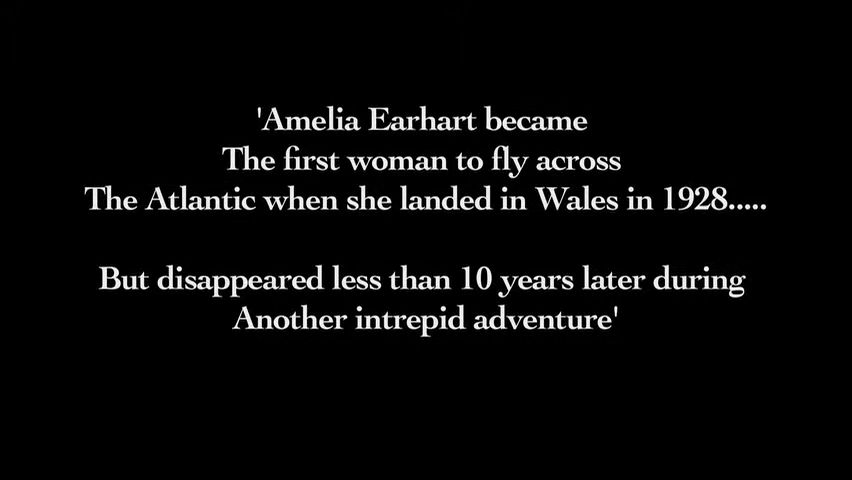 'Amelia Earhart became
The first woman to fly across
The Atlantic when she landed in Wales in 1928.....
But disappeared less than 10 years later during
Another intrepid adventure'